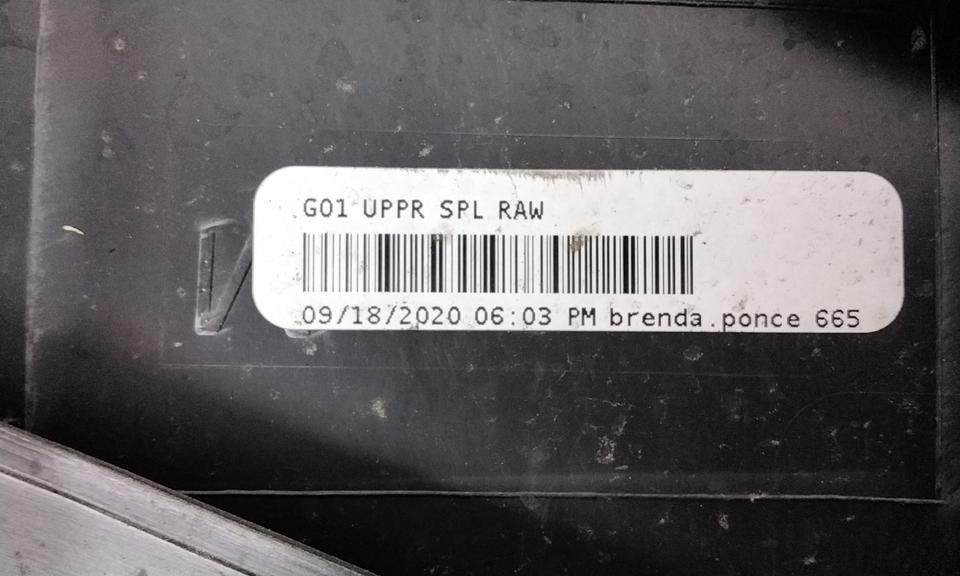 G01 UPPR SPL RAW
09/18/2020 06:03 PM brenda.ponce 665